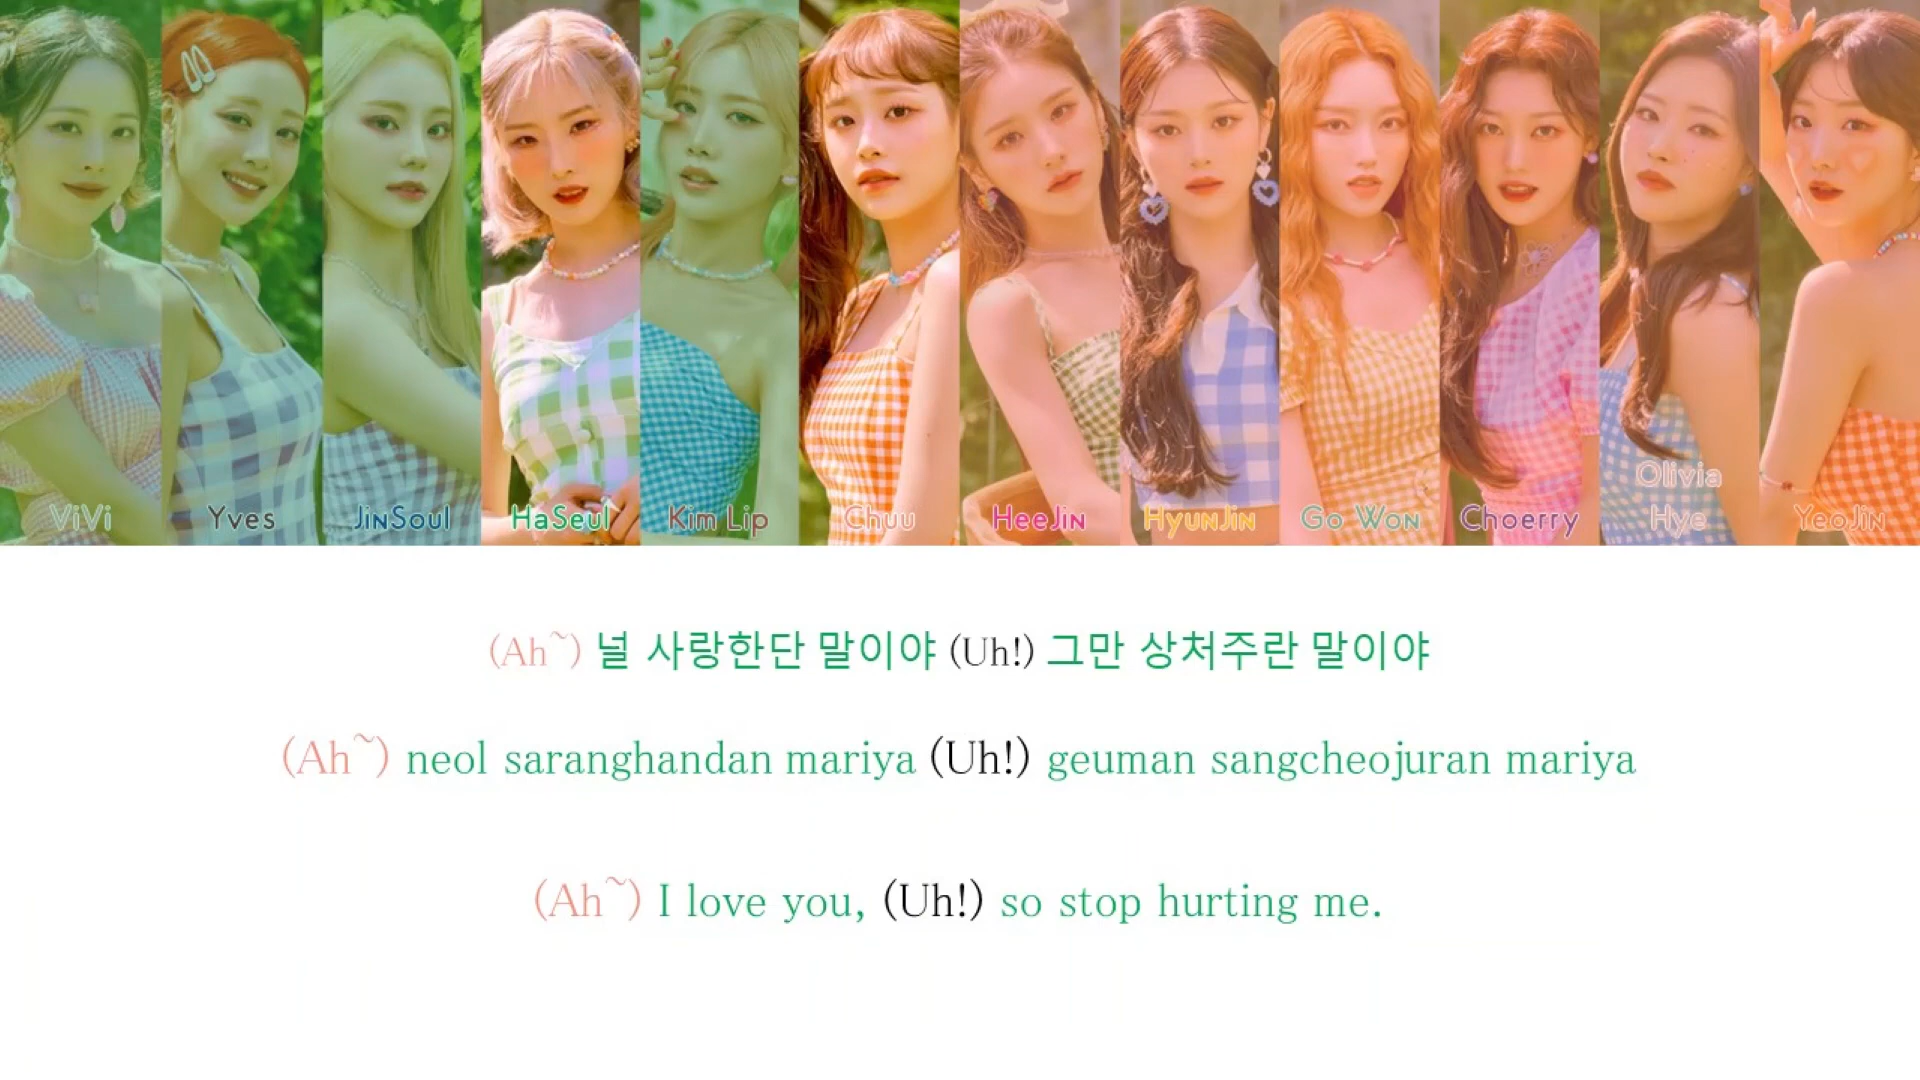 ViVi
Yves
JinSoul
HaSeul
Kim Lip
Chuu
HeeJin
HyunJin
Go Won
Choerry
Olivia
Hye
YeoJin
(Ah~) 널 사랑한단 말이야 (Uh!) 그만 상처주란 말이야
(Ah~) neol saranghandan mariya (Uh!) geuman sangcheojuran mariya
(Ah~) I love you, (Uh!) so stop hurting me.